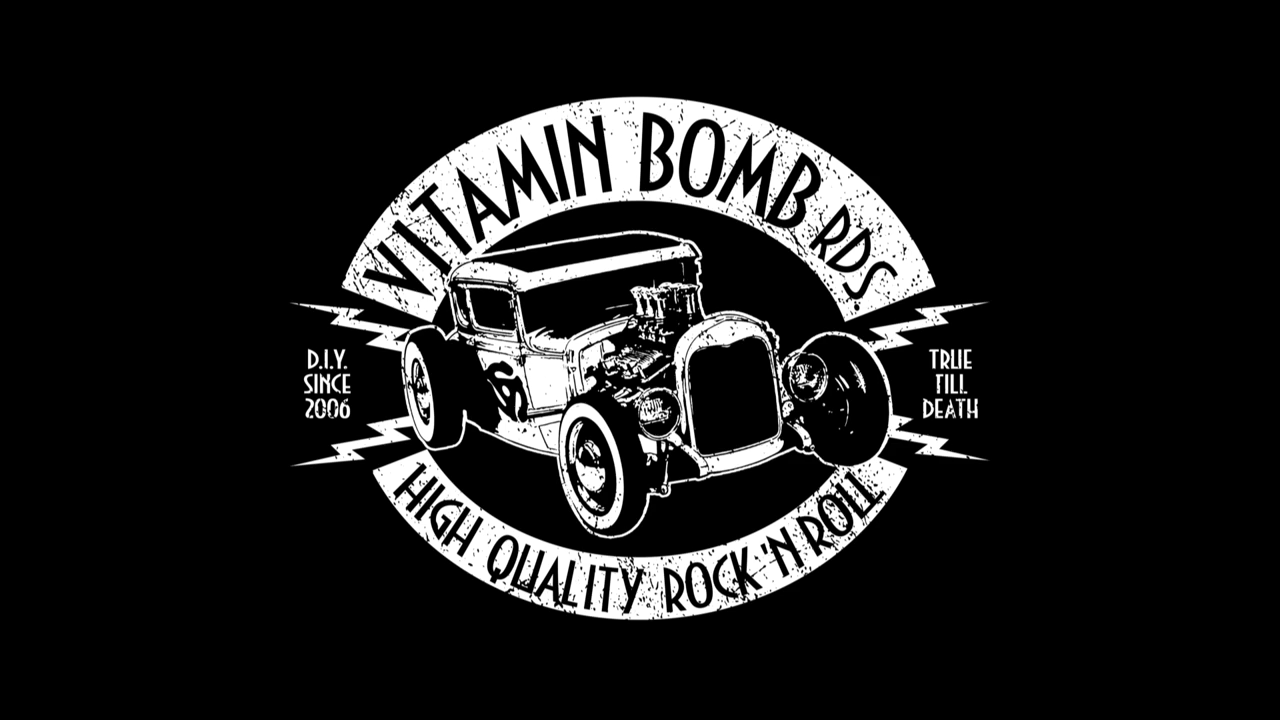 VITAMIN BOMB RDS.
D.I.Y.
SINCE
2006
TRUE
TILL
DEATH
HIGH QUALITY ROCK 'N ROLL